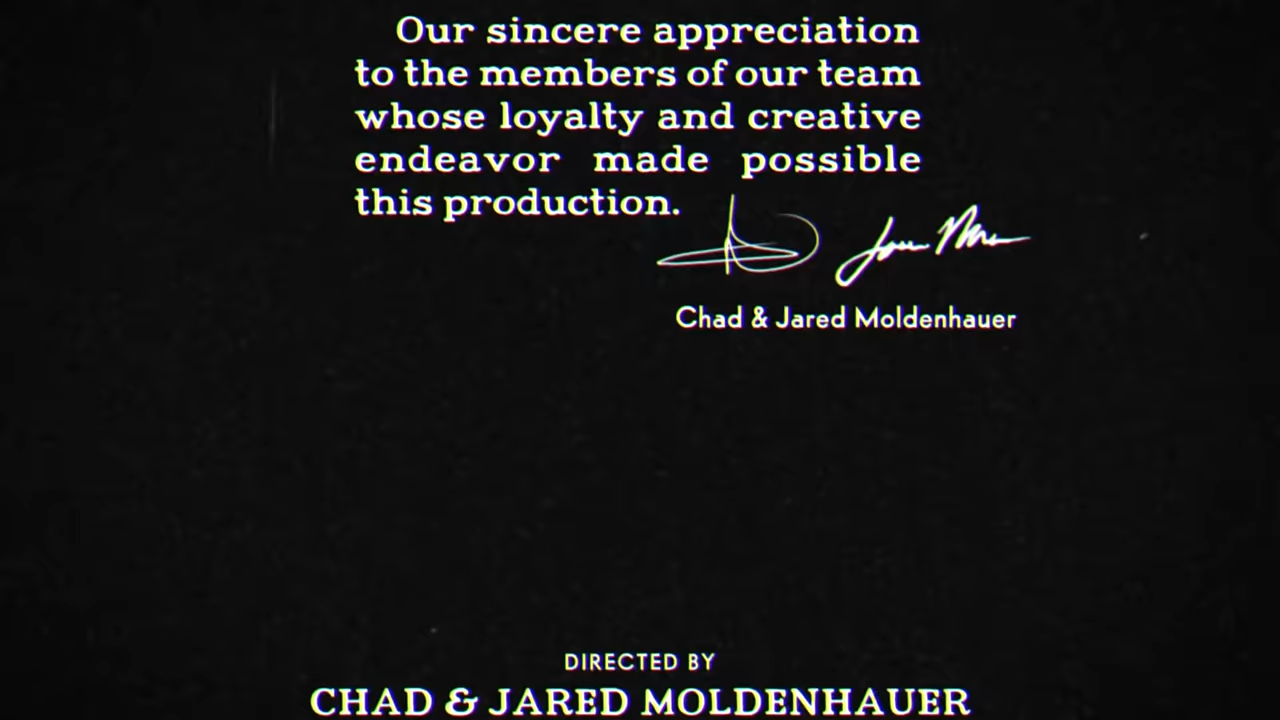 Our sincere appreciation
to the members of our team
whose loyalty and creative
endeavor made possible
this production.
Chad & Jared Moldenhauer
DIRECTED BY
CHAD & JARED MOLDENHAUER